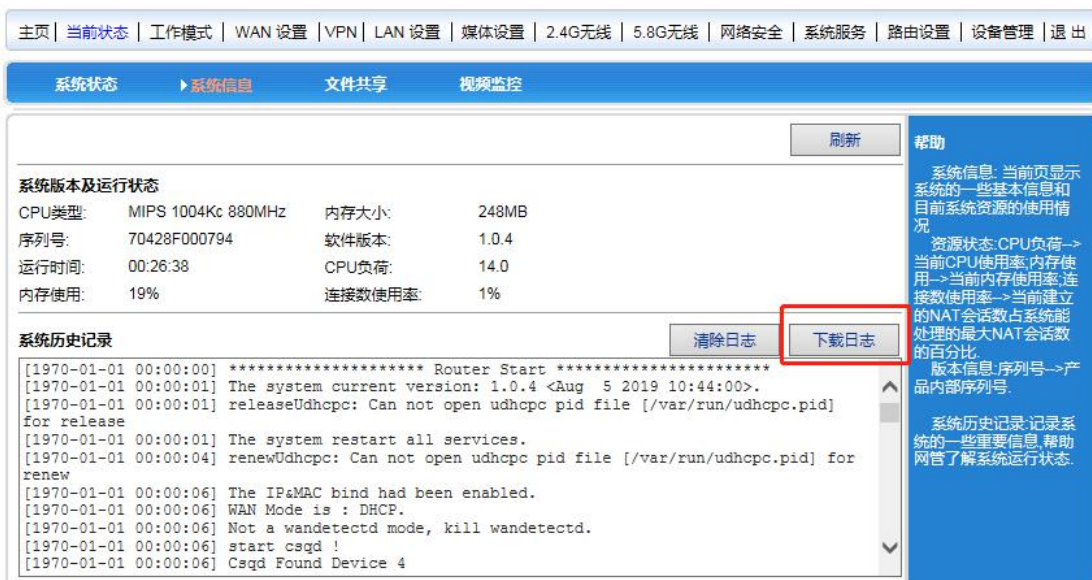 主页 | 当前状态 | 工作模式 | WAN 设置 | VPN | LAN 设置 | 媒体设置 | 2.4G无线 | 5.8G无线 | 网络安全 | 系统服务 | 路由设置 | 设备管理 | 退 出
系统状态 系统信息 文件共享 视频监控
刷新
系统版本及运行状态
CPU类型: MIPS 1004Kc 880MHz 内存大小: 248MB
序列号: 70428F000794 软件版本: 1.0.4
运行时间: 00:26:38 CPU负荷: 14.0
内存使用: 19% 连接数使用率: 1%
系统历史记录 清除日志 下载日志
[1970-01-01 00:00:00] ********************* Router Start ***********************
[1970-01-01 00:00:01] The system current version: 1.0.4 <Aug  5 2019 10:44:00>.
[1970-01-01 00:00:01] releaseUdhcpc: Can not open udhcpc pid file [/var/run/udhcpc.pid]
for release
[1970-01-01 00:00:01] The system restart all services.
[1970-01-01 00:00:04] renewUdhcpc: Can not open udhcpc pid file [/var/run/udhcpc.pid] for
renew
[1970-01-01 00:00:06] The IP&MAC bind had been enabled.
[1970-01-01 00:00:06] WAN Mode is : DHCP.
[1970-01-01 00:00:06] Not a wandetectd mode, kill wandetectd.
[1970-01-01 00:00:06] start csqd !
[1970-01-01 00:00:06] Csqd Found Device 4
帮助
系统信息: 当前页显示
系统的一些基本信息和
目前系统资源的使用情
况
资源状态:CPU负荷-->
当前CPU使用率;内存使
用-->当前内存使用率;连
接数使用率-->当前建立
的NAT会话数占系统能
处理的最大NAT会话数
的百分比.
版本信息:序列号-->产
品内部序列号.
系统历史记录:记录系
统的一些重要信息,帮助
网管了解系统运行状态.